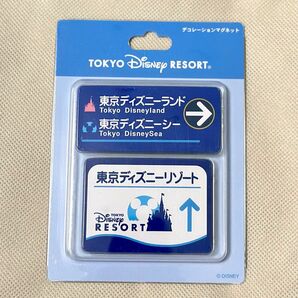 デコレーションマグネット
TOKYO Disney RESORT®
東京ディズニーランド
Tokyo Disneyland
東京ディズニーシー
Tokyo DisneySea
東京ディズニーリゾート
TOKYO
Disney
RESORT
© DISNEY